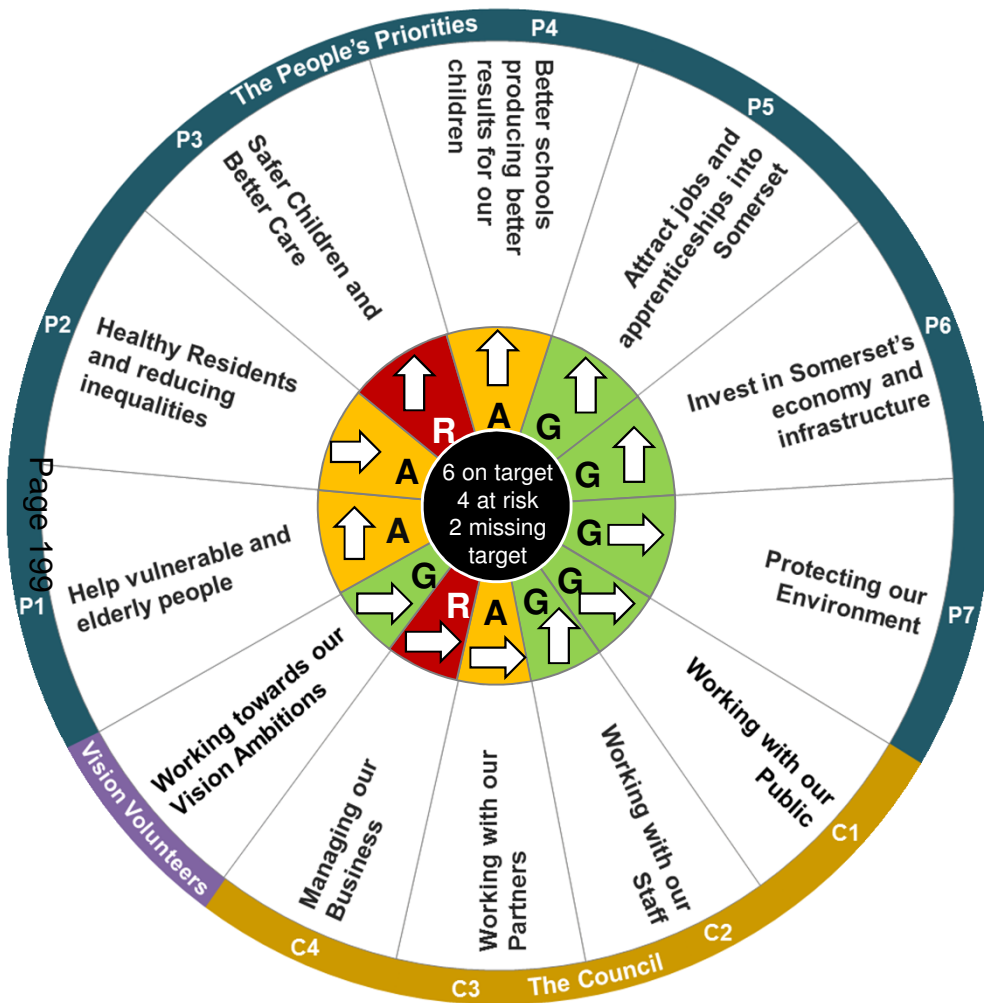 The People's Priorities
P1
Help vulnerable and
elderly people
A
P2
Healthy Residents
and reducing
inequalities
A
P3
Safer Children and
Better Care
R
P4
Better schools
producing better
results for our
children
A
P5
Attract jobs and
apprenticeships into
Somerset
G
P6
Invest in Somerset's
economy and
infrastructure
G
P7
Protecting our
Environment
G
The Council
C1
Working with our
Public
G
C2
Working with our
Staff
G
C3
Working with our
Partners
A
C4
Managing our
Business
R
Vision Volunteers
Working towards our
Vision Ambitions
G
6 on target
4 at risk
2 missing
target
Page 199